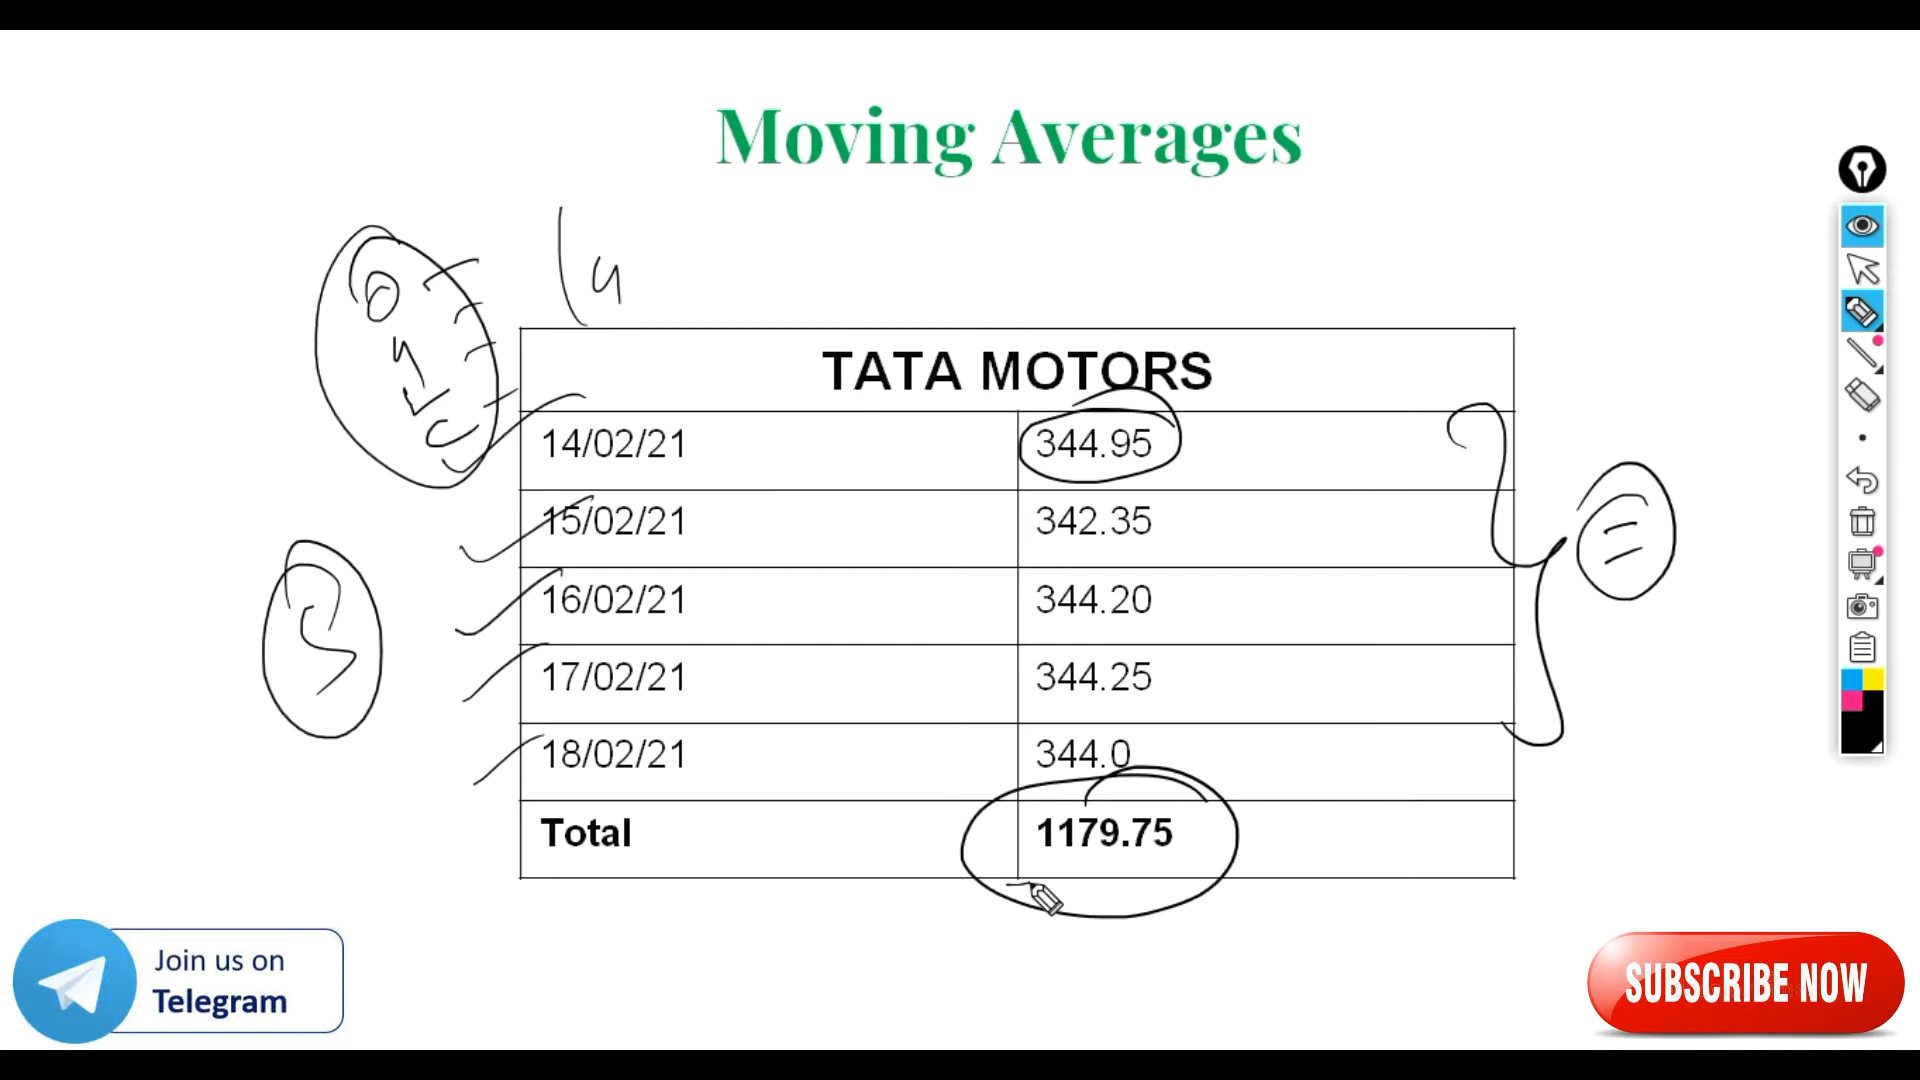 Moving Averages
TATA MOTORS
14/02/21 344.95
15/02/21 342.35
16/02/21 344.20
17/02/21 344.25
18/02/21 344.0
Total 1179.75
Join us on
Telegram
SUBSCRIBE NOW